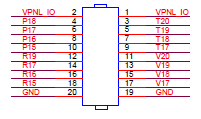 VPNL_IO 2 1 VPNL_IO
P18 4 3 T20
P17 6 5 T19
P16 8 7 T18
P15 10 9 T17
R19 12 11 V20
R17 14 13 V19
R16 16 15 V18
R15 18 17 V17
GND 20 19 GND